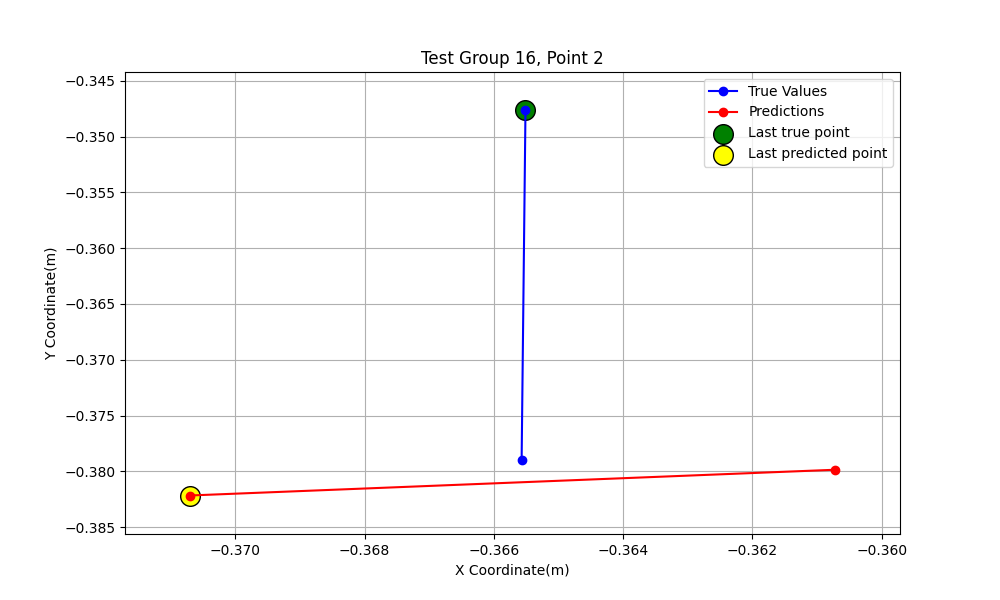 Test Group 16, Point 2
True Values
Predictions
Last true point
Last predicted point
Y Coordinate(m)
−0.345
−0.350
−0.355
−0.360
−0.365
−0.370
−0.375
−0.380
−0.385
−0.370
−0.368
−0.366
−0.364
−0.362
−0.360
X Coordinate(m)